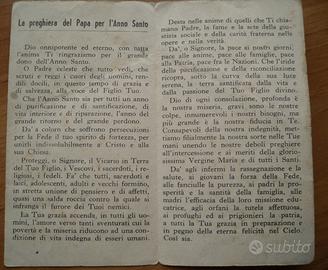 La preghiera del Papa per l'Anno Santo
Dio onnipotente ed eterno, con tutta
l'anima Ti ringraziamo per il grande
dono dell'Anno Santo.
O Padre celeste che tutto vedi, che
scruti e reggi i cuori degli uomini, ren-
dili docili, in questo tempo di grazia e
di salvezza, alla voce del Figlio Tuo.
Che l'Anno Santo sia per tutti un anno
di purificazione e di santificazione, di
vita interiore e di riparazione, l'anno del
gran ritorno e del gran perdono.
Da' a coloro che soffrono persecuzioni
per la Fede il Tuo spirito di fortezza, per
unirli indissolubilmente a Cristo e alla
sua Chiesa.
Proteggi, o Signore, il Vicario in Terra
del Tuo Figlio, i Vescovi, i sacerdoti, i re-
ligiosi, i fedeli. Fa' che tutti, sacerdoti e
laici, adolescenti, adulti e vecchi formino,
in stretta unione di pensiero e di affetti,
quasi una salda roccia contro la quale si
infranga il furore dei Tuoi nemici.
La Tua grazia accenda, in tutti gli uo-
mini, l'amore verso tanti sventurati cui la
povertà e la miseria riducono ad una con-
dizione di vita indegna di esseri umani.
Desta nelle anime di quelli che Ti chia-
mano Padre, la fame e la sete della giu-
stizia sociale e della carità fraterna nelle
opere e nella verità.
Da', o Signore, la pace ai nostri giorni,
pace alle anime, pace alle famiglie, pace
alla Patria, pace fra le Nazioni. Che l'iride
della pacificazione e della riconciliazione
ricopra, sotto la curva della sua luce
serena, la terra santificata dalla vita e
dalla passione del Tuo Figlio divino.
Dio di ogni consolazione, profonda è
la nostra miseria, gravi sono le nostre
colpe, innumerevoli i nostri bisogni, ma
più grande è la nostra fiducia in Te.
Consapevoli della nostra indegnità, met-
tiamo filialmente la nostra sorte nelle Tue
mani unendo le nostre deboli preghiere
all'intercessione e ai meriti della glorio-
sissima Vergine Maria e di tutti i Santi.
Da' agli infermi la rassegnazione e la
salute, ai giovani la forza della Fede,
alle fanciulle la purezza, ai padri la pro-
sperità e la santità della famiglia, alle
madri l'efficacia della loro missione edu-
catrice, agli orfani la tutela affettuosa,
ai profughi ed ai prigionieri la patria,
a tutti la Tua grazia in preparazione e
in pegno della eterna felicità nel Cielo.
Così sia.
subito